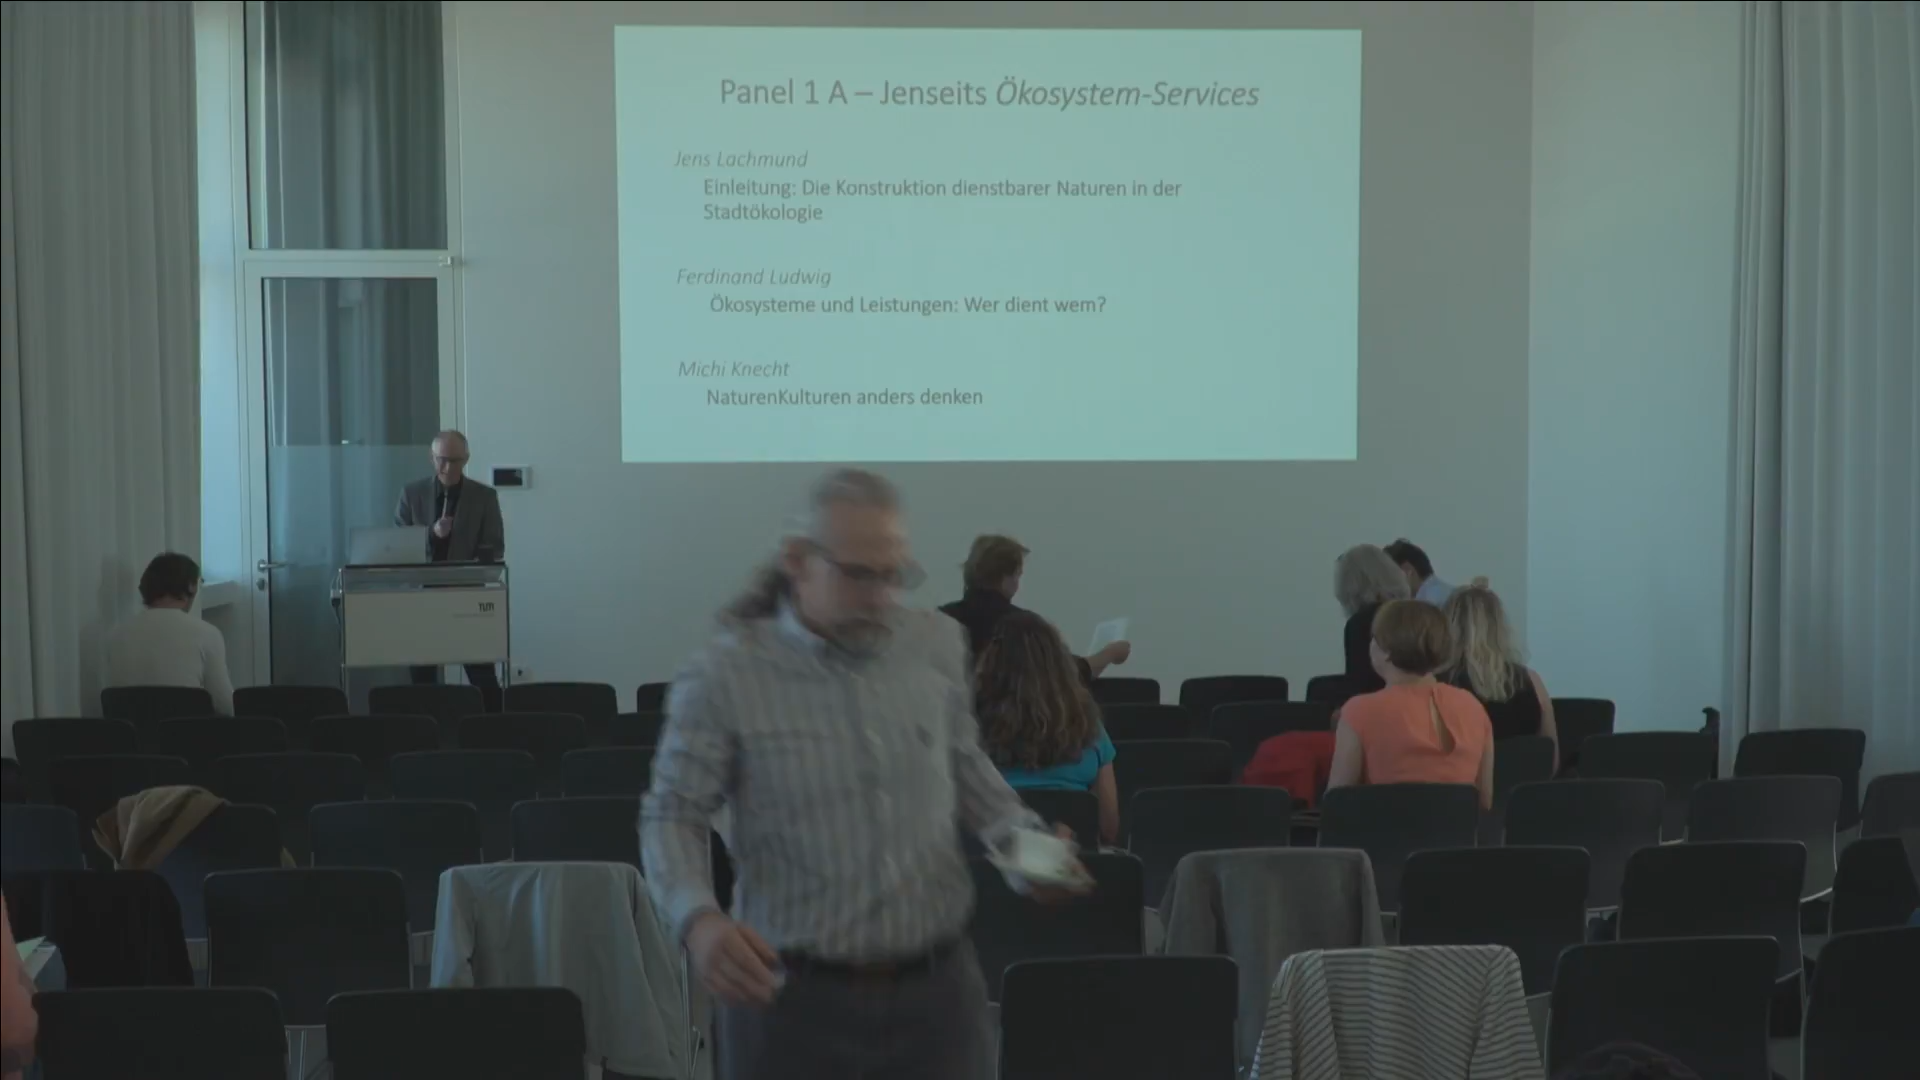 Panel 1 A – Jenseits Ökosystem-Services
Jens Lachmund
Einleitung: Die Konstruktion dienstbarer Naturen in der
Stadtökologie
Ferdinand Ludwig
Ökosysteme und Leistungen: Wer dient wem?
Michi Knecht
NaturenKulturen anders denken